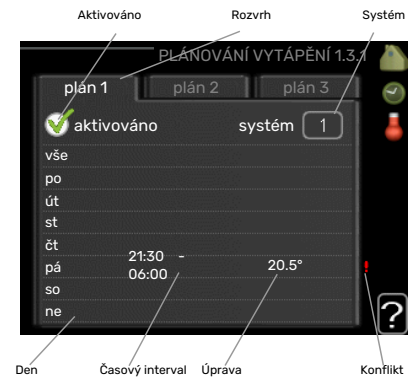 Aktivováno Rozvrh Systém
PLÁNOVÁNÍ VYTÁPĚNÍ 1.3.1
plán 1 plán 2 plán 3
aktivováno systém 1
vše
po
út
st
čt
pá 21:30 - 06:00 20.5° !
so
ne
?
Den Časový interval Úprava Konflikt